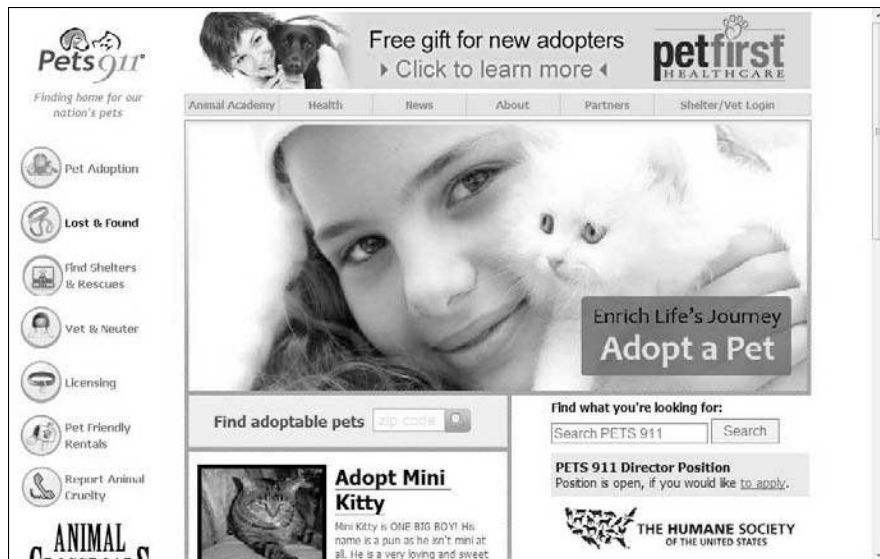 Pets911
Finding home for our
nation's pets
Pet Adoption
Lost & Found
Find Shelters
& Rescues
Vet & Neuter
Licensing
Pet Friendly
Rentals
Report Animal
Cruelty
ANIMAL
CROSSROADS
Free gift for new adopters
Click to learn more
petfirst
HEALTHCARE
Animal Academy Health News About Partners Shelter/Vet Login
Enrich Life's Journey
Adopt a Pet
Find adoptable pets zip code
Adopt Mini
Kitty
Mini Kitty is ONE BIG BOY! His
name is a pun as he isn't mini at
all. He is a very loving and sweet
Find what you're looking for:
Search PETS 911 Search
PETS 911 Director Position
Position is open, if you would like to apply.
THE HUMANE SOCIETY
OF THE UNITED STATES